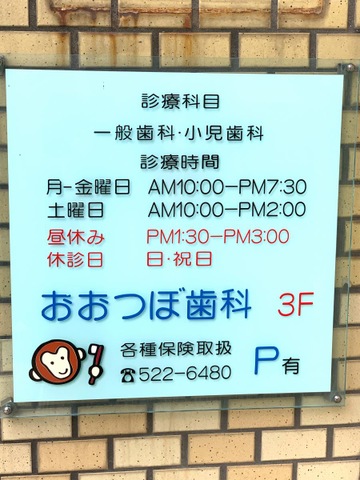 診療科目
一般歯科・小児歯科
診療時間
月-金曜日 AM10:00-PM7:30
土曜日 AM10:00-PM2:00
昼休み PM1:30-PM3:00
休診日 日・祝日
おおつぼ歯科 3F
各種保険取扱
☎522-6480 P有